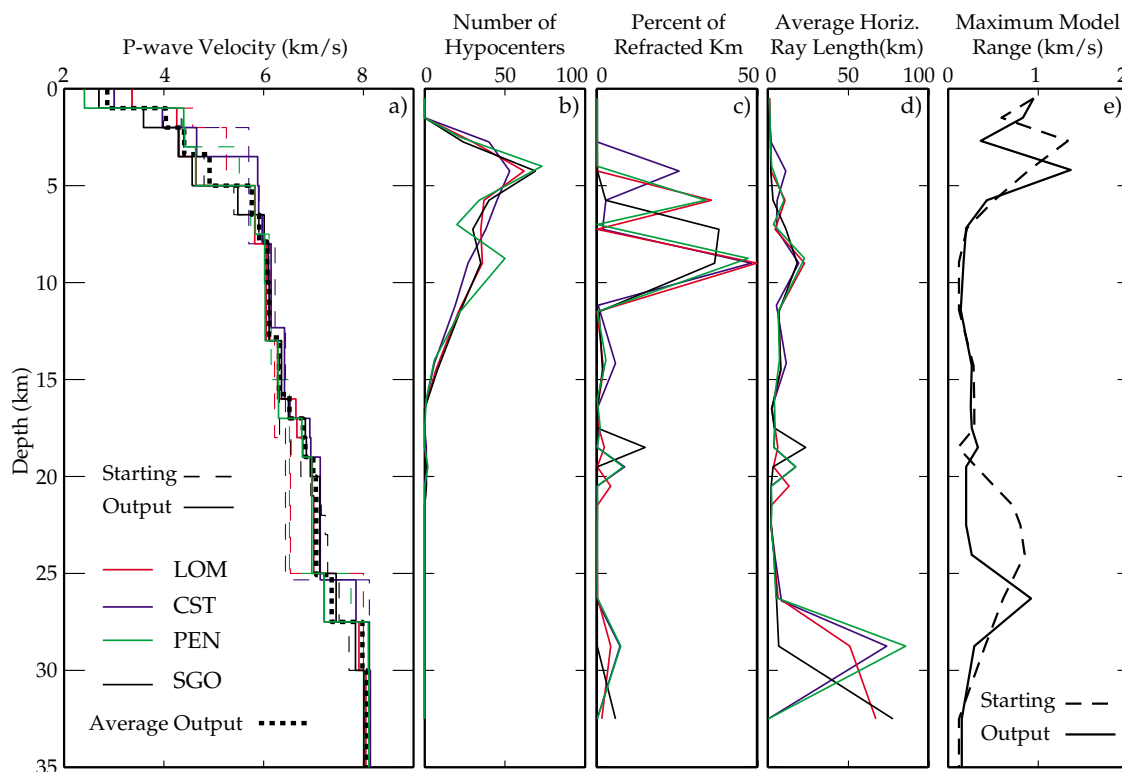 P-wave Velocity (km/s)
Number of
Hypocenters
Percent of
Refracted Km
Average Horiz.
Ray Length(km)
Maximum Model
Range (km/s)
2 4 6 8
0 50 100
0 50
0 50 100
0 1 2
a)
b)
c)
d)
e)
Depth (km)
0
5
10
15
20
25
30
35
Starting
Output
LOM
CST
PEN
SGO
Average Output
Starting
Output